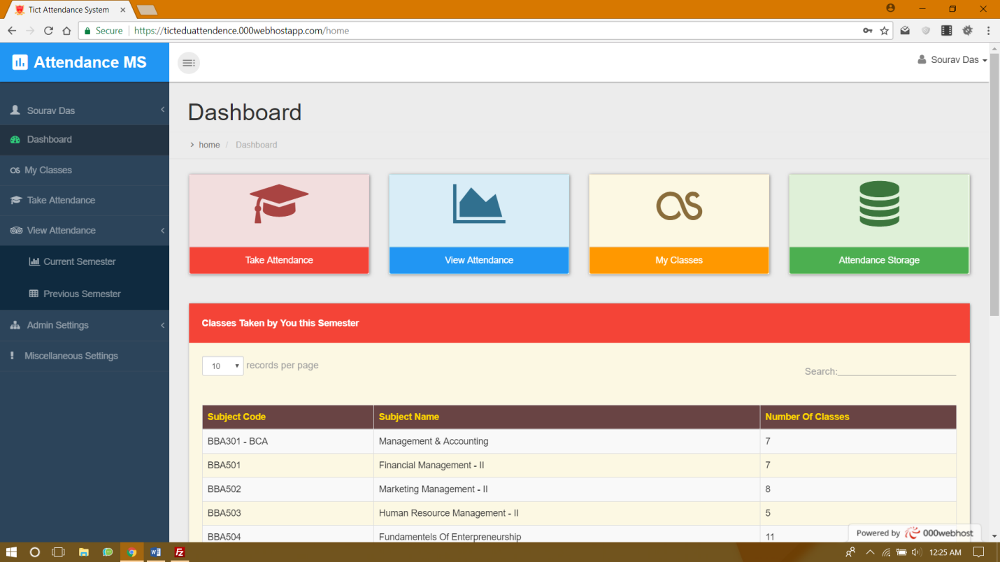 Tict Attendance System
Secure https://ticteduattendence.000webhostapp.com/home
Attendance MS
Sourav Das
Sourav Das
Dashboard
My Classes
Take Attendance
View Attendance
Current Semester
Previous Semester
Admin Settings
Miscellaneous Settings
Dashboard
> home / Dashboard
Take Attendance
View Attendance
My Classes
Attendance Storage
Classes Taken by You this Semester
10 records per page
Search:
Subject Code Subject Name Number Of Classes
BBA301 - BCA Management & Accounting 7
BBA501 Financial Management - II 7
BBA502 Marketing Management - II 8
BBA503 Human Resource Management - II 5
BBA504 Fundamentels Of Enterpreneurship 11
Powered by 000webhost
12:25 AM